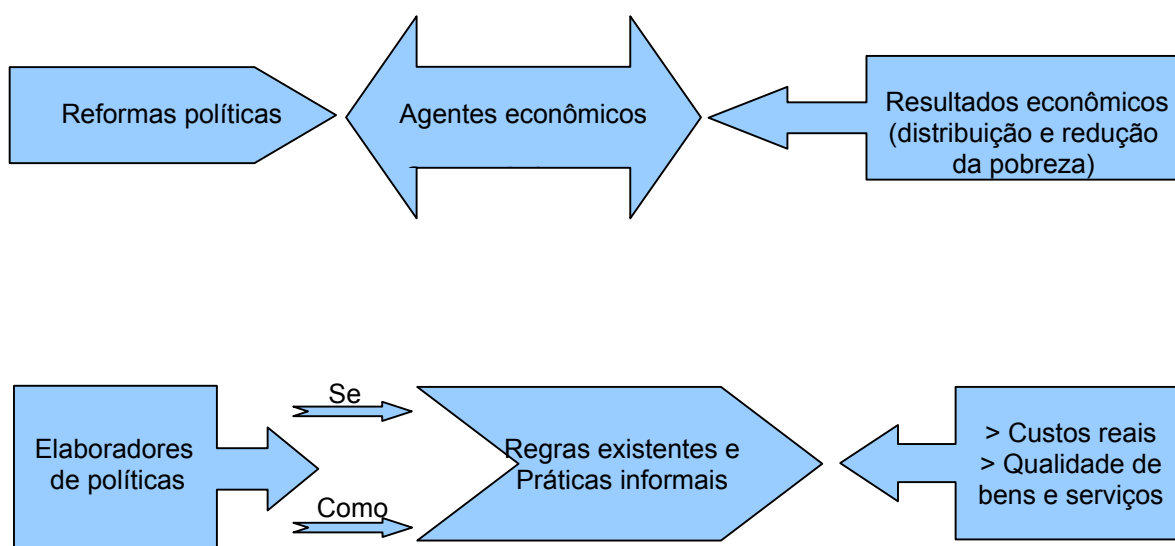 Reformas políticas
Agentes econômicos
Resultados econômicos
(distribuição e redução
da pobreza)
Elaboradores
de políticas
Se
Como
Regras existentes e
Práticas informais
> Custos reais
> Qualidade de
bens e serviços